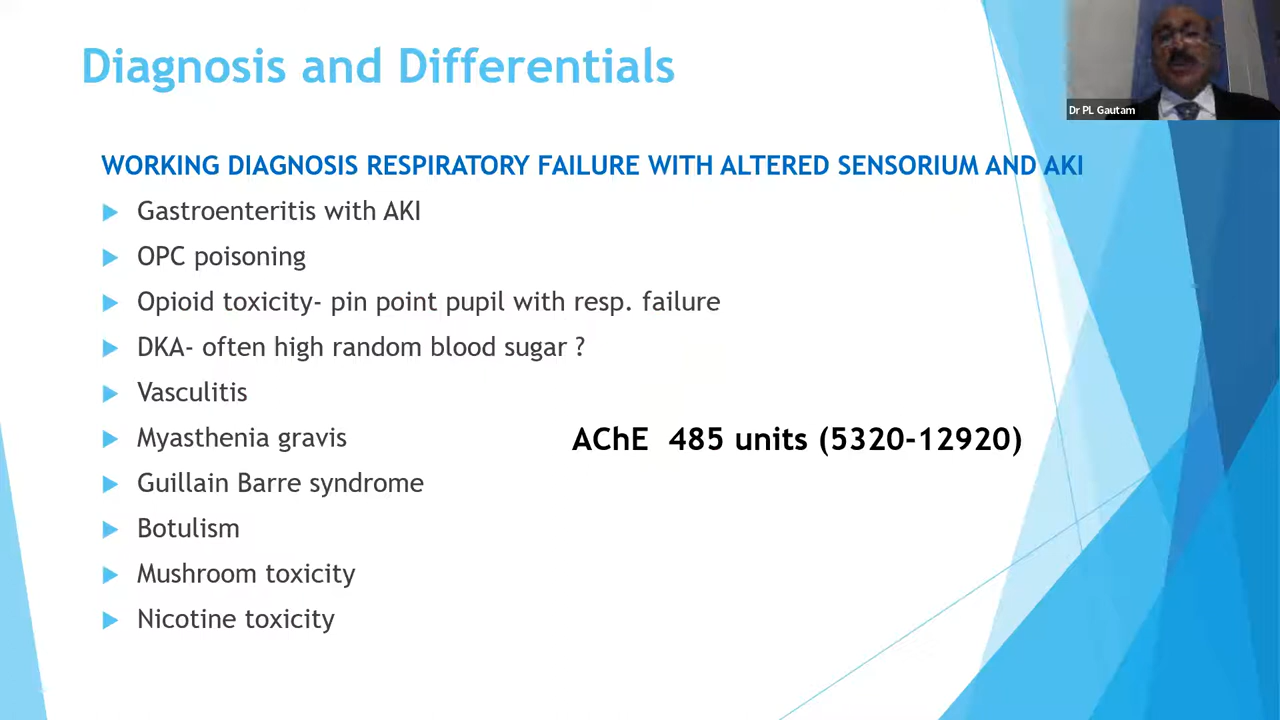 Diagnosis and Differentials
Dr PL Gautam
WORKING DIAGNOSIS RESPIRATORY FAILURE WITH ALTERED SENSORIUM AND AKI
Gastroenteritis with AKI
OPC poisoning
Opioid toxicity- pin point pupil with resp. failure
DKA- often high random blood sugar ?
Vasculitis
Myasthenia gravis
AChE 485 units (5320-12920)
Guillain Barre syndrome
Botulism
Mushroom toxicity
Nicotine toxicity